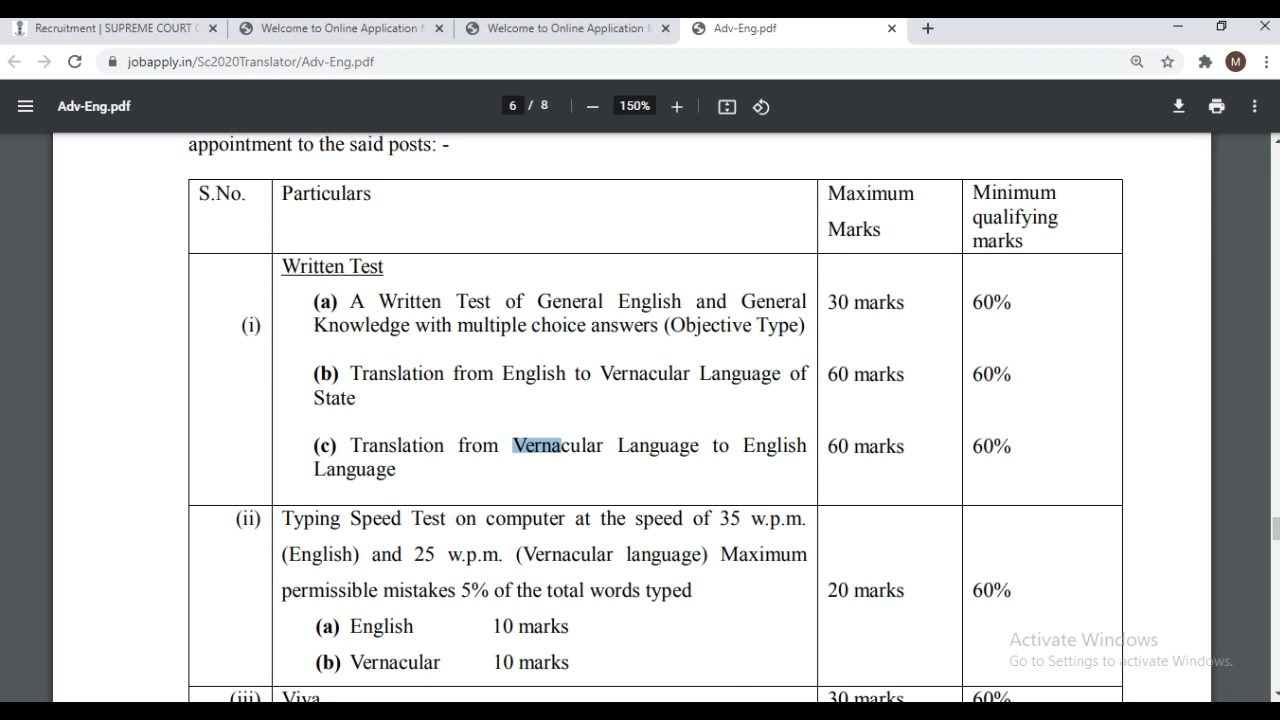 Recruitment | SUPREME COURT
Welcome to Online Application
Welcome to Online Application
Adv-Eng.pdf
jobapply.in/Sc2020Translator/Adv-Eng.pdf
M
Adv-Eng.pdf
6 / 8
150%
appointment to the said posts: -
S.No. Particulars Maximum Marks Minimum qualifying marks
Written Test
(a) A Written Test of General English and General 30 marks 60%
(i) Knowledge with multiple choice answers (Objective Type)
(b) Translation from English to Vernacular Language of 60 marks 60%
State
(c) Translation from Vernacular Language to English 60 marks 60%
Language
(ii) Typing Speed Test on computer at the speed of 35 w.p.m.
(English) and 25 w.p.m. (Vernacular language) Maximum
permissible mistakes 5% of the total words typed 20 marks 60%
(a) English 10 marks
(b) Vernacular 10 marks
(iii) Viva 30 marks 60%
Activate Windows
Go to Settings to activate Windows.